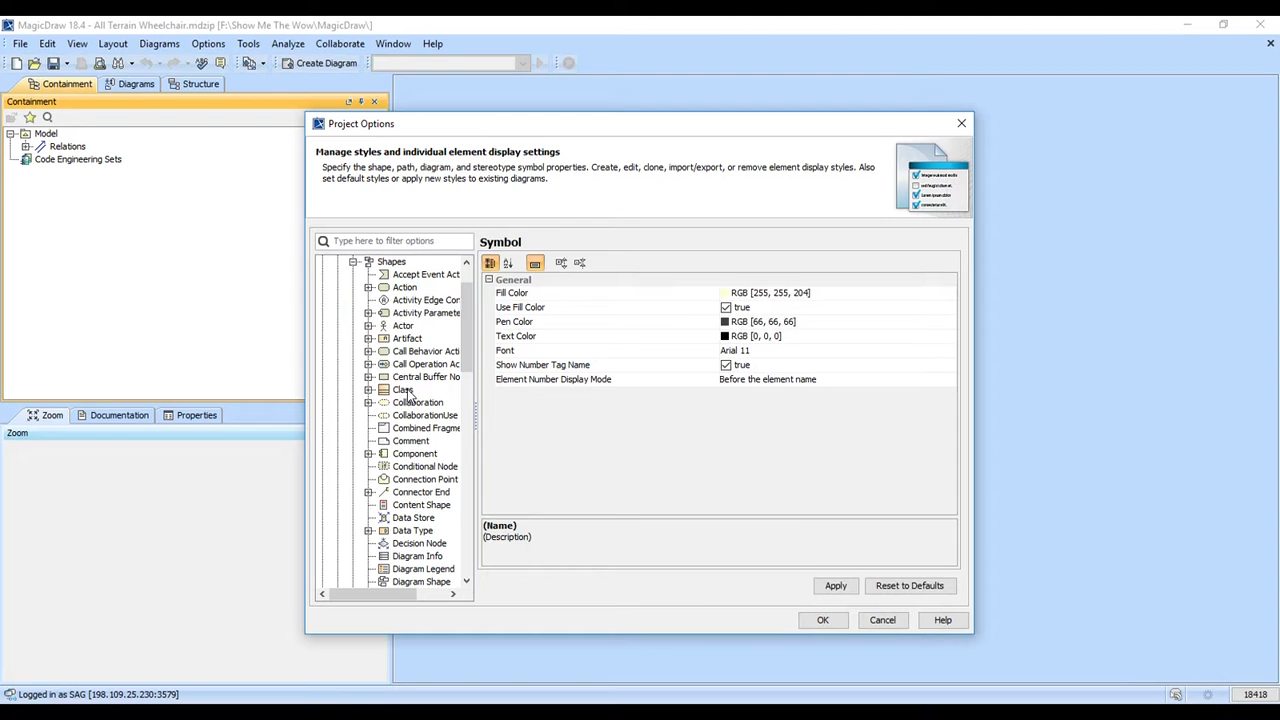 MagicDraw 18.4 - All Terrain Wheelchair.mdzip [F:\Show Me The Wow\MagicDraw\]
File Edit View Layout Diagrams Options Tools Analyze Collaborate Window Help
Create Diagram
Containment Diagrams Structure
Containment
Model
Relations
Code Engineering Sets
Zoom Documentation Properties
Zoom
Project Options
Manage styles and individual element display settings
Specify the shape, path, diagram, and stereotype symbol properties. Create, edit, clone, import/export, or remove element display styles. Also
set default styles or apply new styles to existing diagrams.
Type here to filter options
Shapes
Accept Event Act
Action
Activity Edge Con
Activity Paramete
Actor
Artifact
Call Behavior Acti
Call Operation Ac
Central Buffer No
Class
Collaboration
CollaborationUse
Combined Fragme
Comment
Component
Conditional Node
Connection Point
Connector End
Content Shape
Data Store
Data Type
Decision Node
Diagram Info
Diagram Legend
Diagram Shape
Symbol
General
Fill Color RGB [255, 255, 204]
Use Fill Color true
Pen Color RGB [66, 66, 66]
Text Color RGB [0, 0, 0]
Font Arial 11
Show Number Tag Name true
Element Number Display Mode Before the element name
(Name)
(Description)
Apply Reset to Defaults
OK Cancel Help
Logged in as SAG [198.109.25.230:3579] 18418